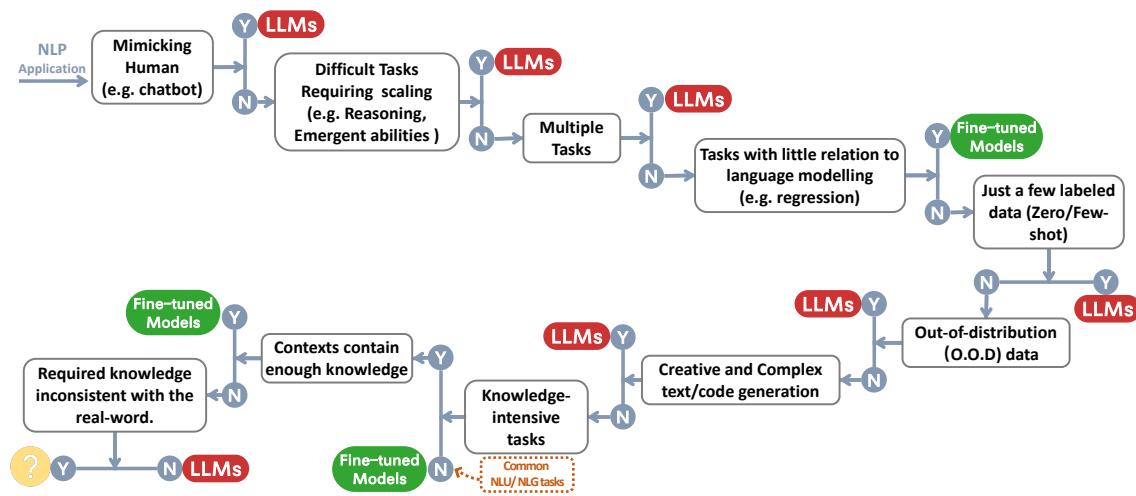 NLP
Application
Mimicking
Human
(e.g. chatbot)
Y
LLMs
N
Difficult Tasks
Requiring scaling
(e.g. Reasoning,
Emergent abilities )
Y
LLMs
N
Multiple
Tasks
Y
LLMs
N
Tasks with little relation to
language modelling
(e.g. regression)
Y
Fine-tuned
Models
N
Just a few labeled
data (Zero/Few-
shot)
Y
LLMs
N
Out-of-distribution
(O.O.D) data
Y
LLMs
N
Creative and Complex
text/code generation
Y
LLMs
N
Knowledge-
intensive
tasks
N
Fine-tuned
Models
Common
NLU/ NLG tasks
Y
Contexts contain
enough knowledge
Y
Fine-tuned
Models
N
Required knowledge
inconsistent with the
real-word.
N
LLMs
Y
?